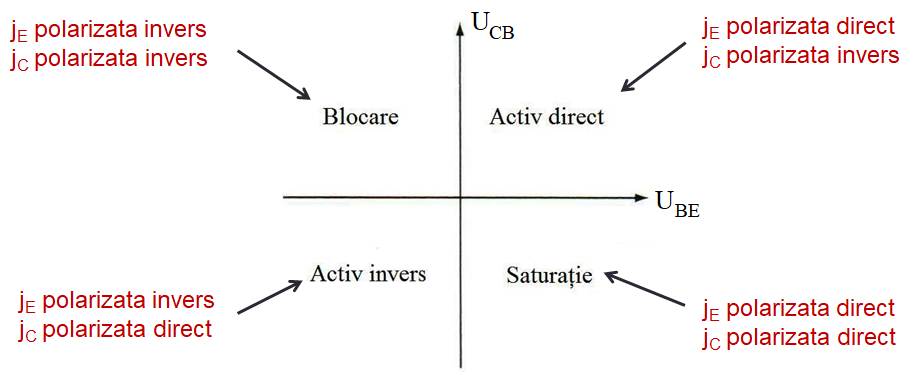 jE polarizata invers
jC polarizata invers
UCB
jE polarizata direct
jC polarizata invers
Blocare
Activ direct
UBE
Activ invers
Saturație
jE polarizata invers
jC polarizata direct
jE polarizata direct
jC polarizata direct